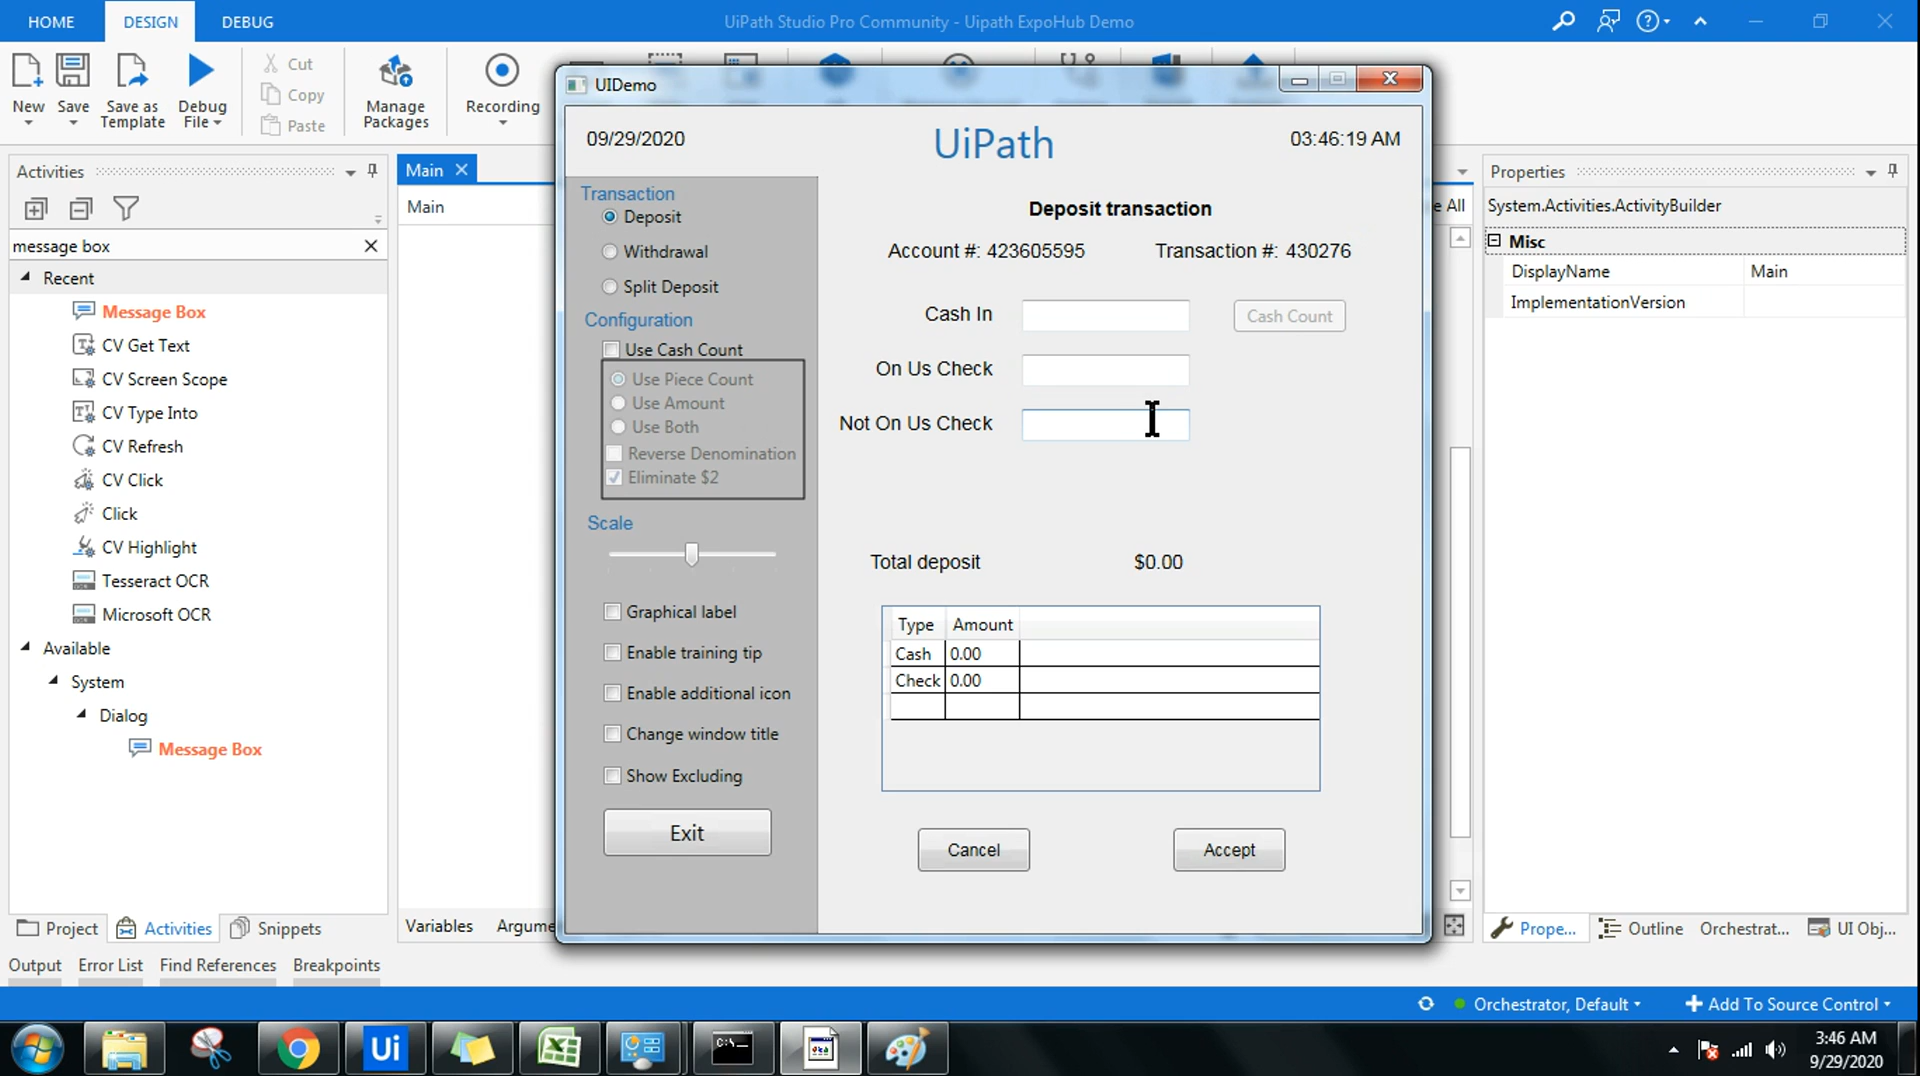 HOME DESIGN DEBUG UiPath Studio Pro Community - Uipath ExpoHub Demo
New Save Save as Template Debug File Cut Copy Paste Manage Packages Recording
Activities
message box
Recent
Message Box
CV Get Text
CV Screen Scope
CV Type Into
CV Refresh
CV Click
Click
CV Highlight
Tesseract OCR
Microsoft OCR
Available
System
Dialog
Message Box
Project Activities Snippets
Main
Main
e All
Variables Argume
UIDemo
09/29/2020 UiPath 03:46:19 AM
Transaction
Deposit
Withdrawal
Split Deposit
Configuration
Use Cash Count
Use Piece Count
Use Amount
Use Both
Reverse Denomination
Eliminate $2
Scale
Graphical label
Enable training tip
Enable additional icon
Change window title
Show Excluding
Exit
Deposit transaction
Account #: 423605595 Transaction #: 430276
Cash In Cash Count
On Us Check
Not On Us Check
Total deposit $0.00
Type Amount
Cash 0.00
Check 0.00
Cancel Accept
Properties
System.Activities.ActivityBuilder
Misc
DisplayName Main
ImplementationVersion
Prope... Outline Orchestrat... UI Obj...
Output Error List Find References Breakpoints
Orchestrator, Default Add To Source Control
Ui
C:\.
3:46 AM
9/29/2020